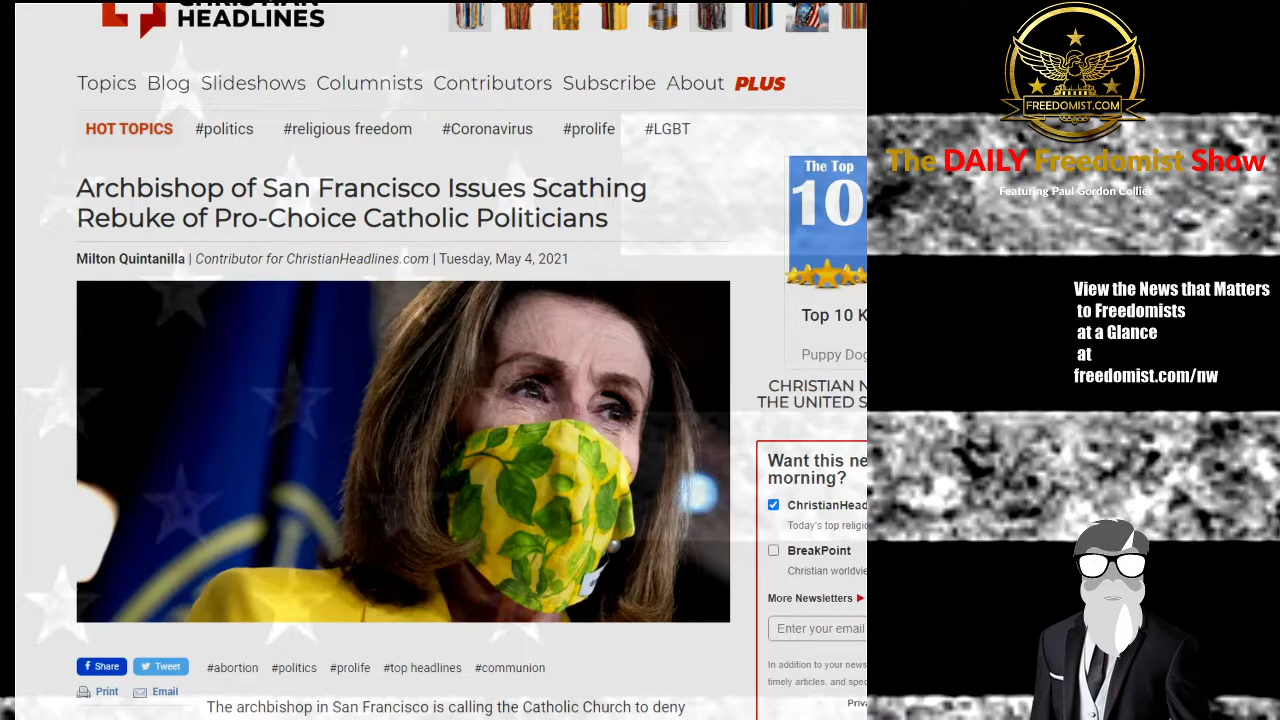 CHRISTIAN
HEADLINES
Topics Blog Slideshows Columnists Contributors Subscribe About PLUS
HOT TOPICS #politics #religious freedom #Coronavirus #prolife #LGBT
Archbishop of San Francisco Issues Scathing
Rebuke of Pro-Choice Catholic Politicians
Milton Quintanilla | Contributor for ChristianHeadlines.com | Tuesday, May 4, 2021
Share Tweet #abortion #politics #prolife #top headlines #communion
Print Email
The archbishop in San Francisco is calling the Catholic Church to deny
The Top
10
Top 10 K
Puppy Dog
CHRISTIAN N
THE UNITED S
Want this ne
morning?
ChristianHead
Today's top religio
BreakPoint
Christian worldvie
More Newsletters
Enter your email
In addition to your news
timely articles, and spec
Priva
FREEDOMIST.COM
The DAILY Freedomist Show
Featuring Paul Gordon Collier
View the News that Matters
to Freedomists
at a Glance
at
freedomist.com/nw